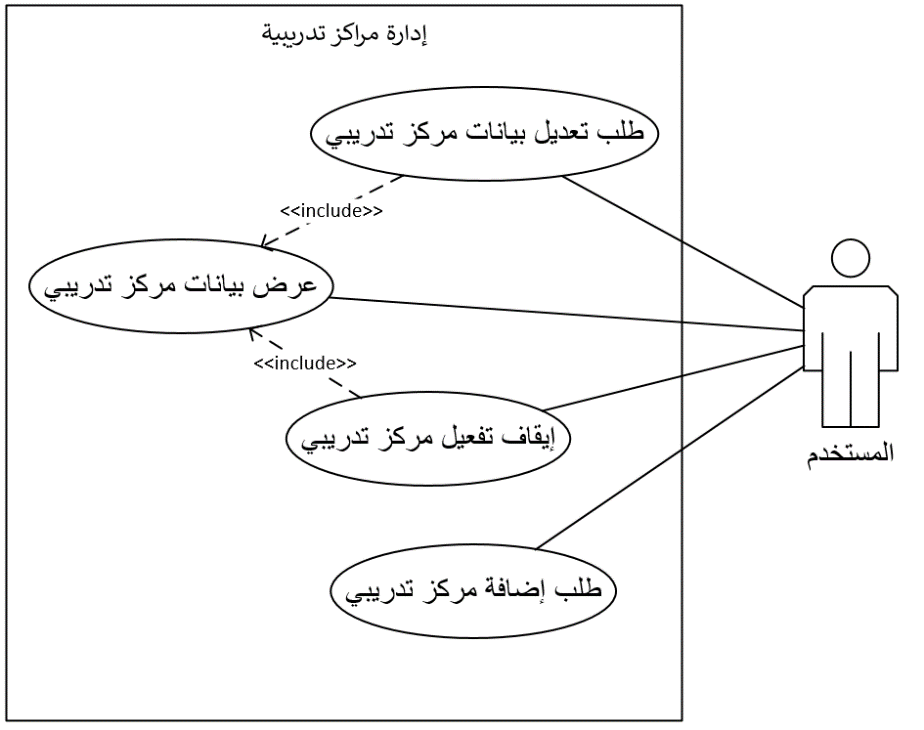 إدارة مراكز تدريبية
طلب تعديل بيانات مركز تدريبي
<<include>>
عرض بيانات مركز تدريبي
<<include>>
إيقاف تفعيل مركز تدريبي
المستخدم
طلب إضافة مركز تدريبي